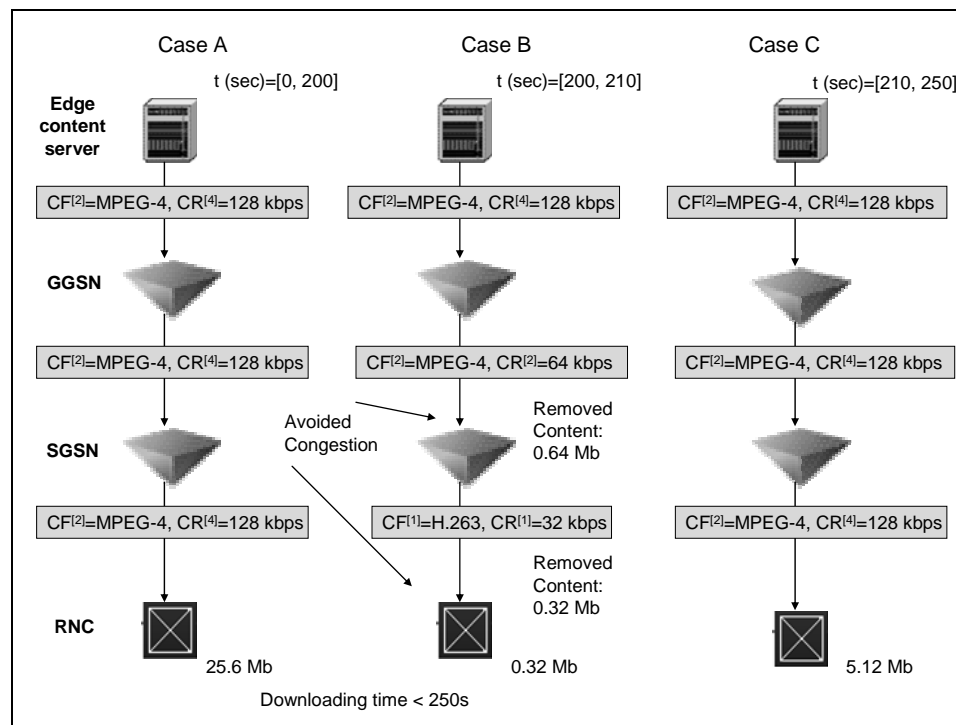 Case A
Case B
Case C
t (sec)=[0, 200]
t (sec)=[200, 210]
t (sec)=[210, 250]
Edge
content
server
CF[2]=MPEG-4, CR[4]=128 kbps
CF[2]=MPEG-4, CR[4]=128 kbps
CF[2]=MPEG-4, CR[4]=128 kbps
GGSN
CF[2]=MPEG-4, CR[4]=128 kbps
CF[2]=MPEG-4, CR[2]=64 kbps
CF[2]=MPEG-4, CR[4]=128 kbps
Avoided
Congestion
Removed
Content:
0.64 Mb
SGSN
CF[2]=MPEG-4, CR[4]=128 kbps
CF[1]=H.263, CR[1]=32 kbps
CF[2]=MPEG-4, CR[4]=128 kbps
Removed
Content:
0.32 Mb
RNC
25.6 Mb
0.32 Mb
5.12 Mb
Downloading time < 250s